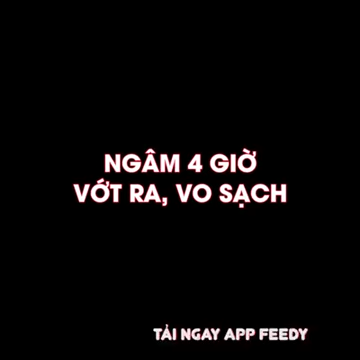 NGÂM 4 GIỜ
VỚT RA, VO SẠCH
TẢI NGAY APP FEEDY